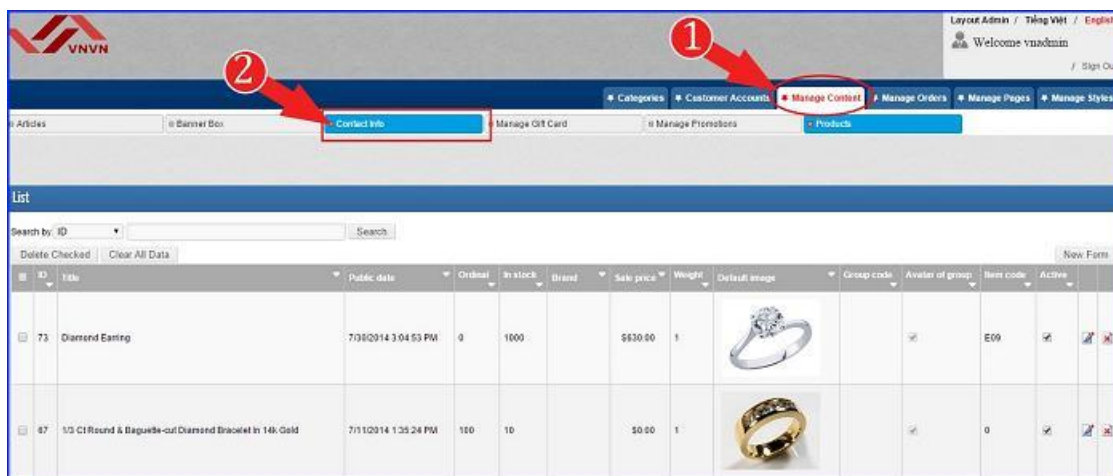 Layout Admin / Tiếng Việt / English
VNVN
Welcome vnadmin
/ Sign Ou
1
2
Categories Customer Accounts Manage Content Manage Orders Manage Pages Manage Styles
Articles Banner Box Contact Info Manage Gift Card Manage Promotions Products
List
Search by: ID Search
Delete Checked Clear All Data New Form
ID Title Public date Ordinal In stock Brand Sale price Weight Default image Group code Avatar of group Item code Active
73 Diamond Earring 7/30/2014 3:04:53 PM 0 1000 $630.00 1 E09
67 1/3 Ct Round & Baguette-cut Diamond Bracelet In 14k Gold 7/11/2014 1:35:24 PM 100 10 $0.00 1 0